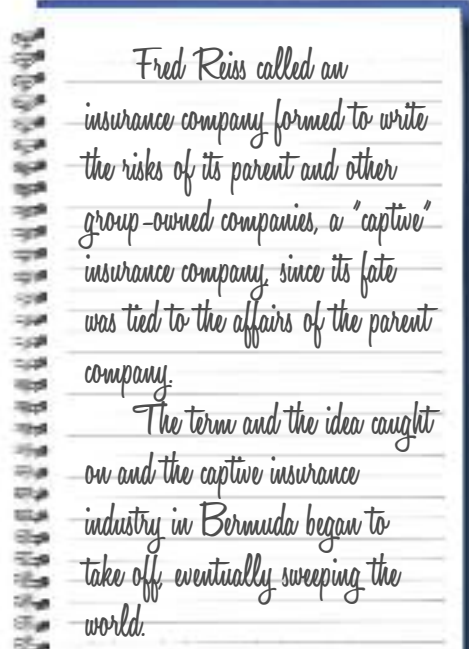 Fred Reiss called an
insurance company formed to write
the risks of its parent and other
group-owned companies, a "captive"
insurance company, since its fate
was tied to the affairs of the parent
company.
The term and the idea caught
on and the captive insurance
industry in Bermuda began to
take off, eventually sweeping the
world.